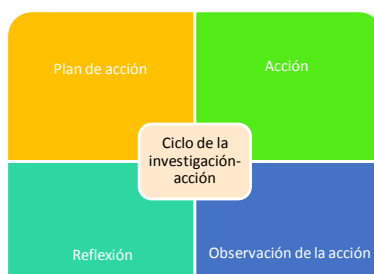 Plan de acción
Acción
Ciclo de la
investigación-
acción
Reflexión
Observación de la acción